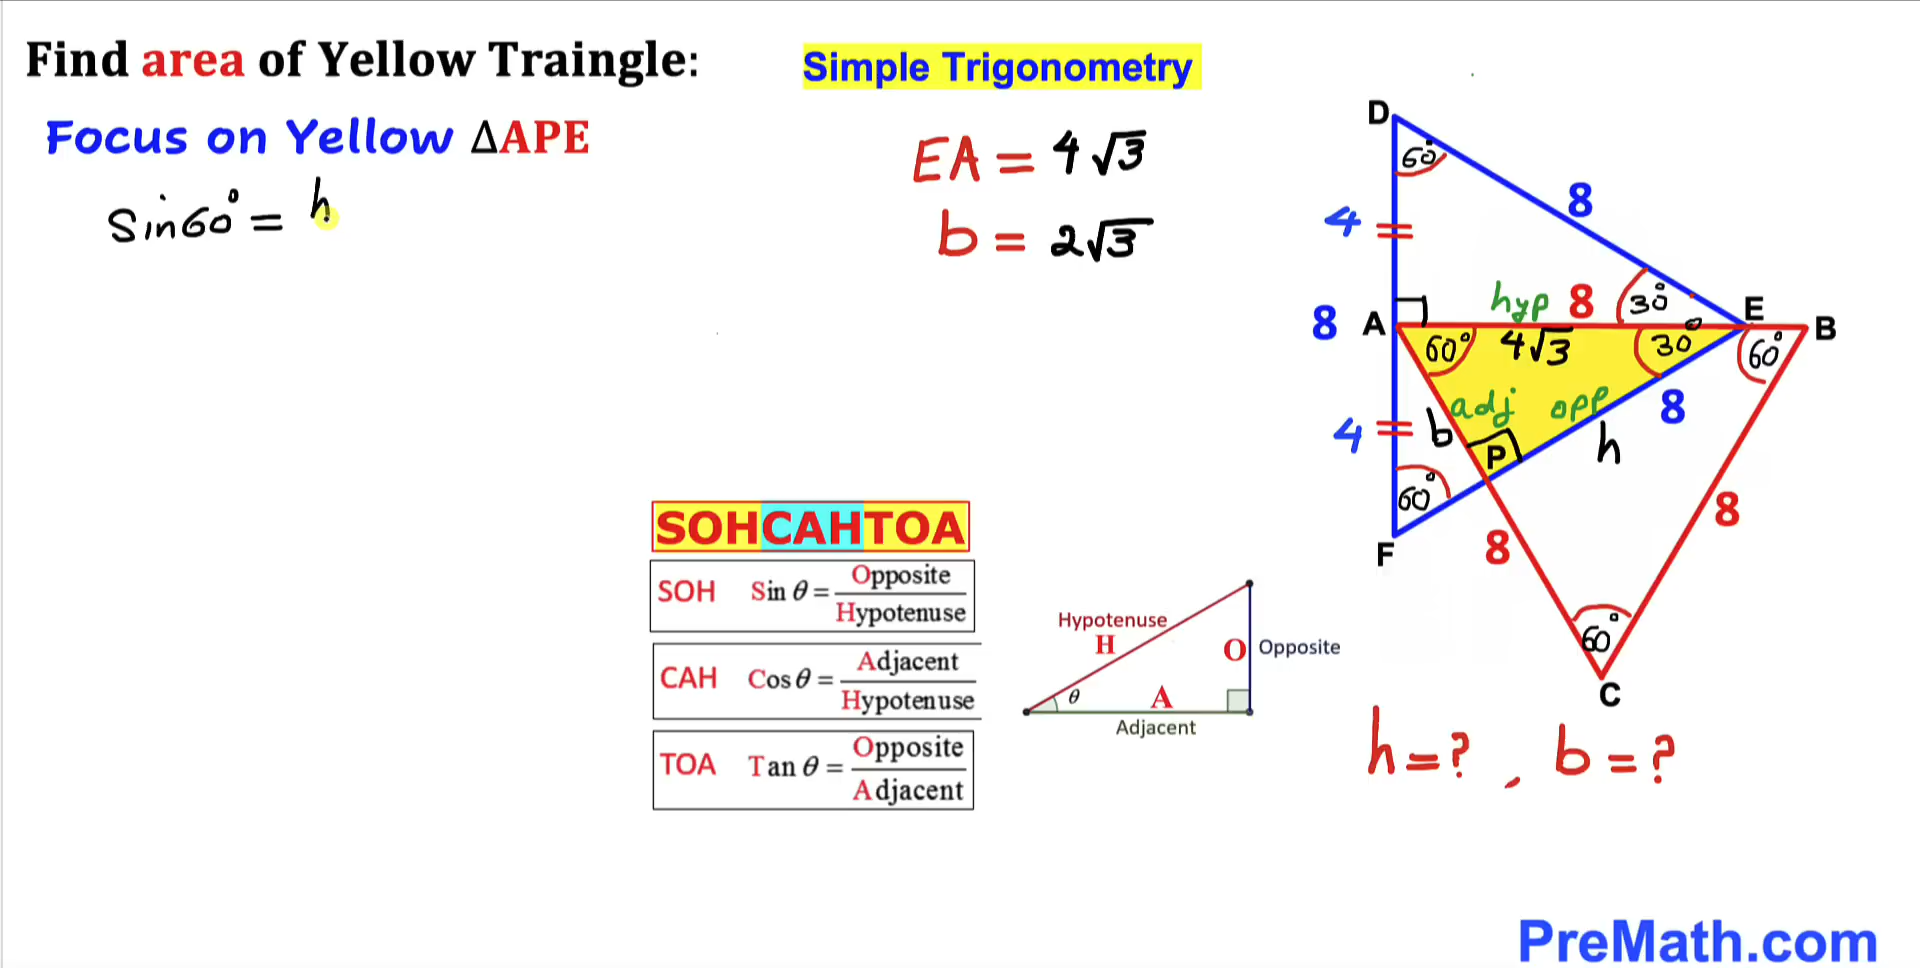 Find area of Yellow Traingle:
Simple Trigonometry
Focus on Yellow ΔAPE
Sin60° = h
EA = 4√3
b = 2√3
D
60°
8
4
hyp 8
30°
E
8 A
B
60°
4√3
30°
60°
adj
opp
8
4
b
P
h
60°
F
8
8
60°
C
h=? , b=?
SOHCAHTOA
SOH Sin θ = Opposite
Hypotenuse
CAH Cos θ = Adjacent
Hypotenuse
TOA Tan θ = Opposite
Adjacent
Hypotenuse
H
O Opposite
θ
A
Adjacent
PreMath.com